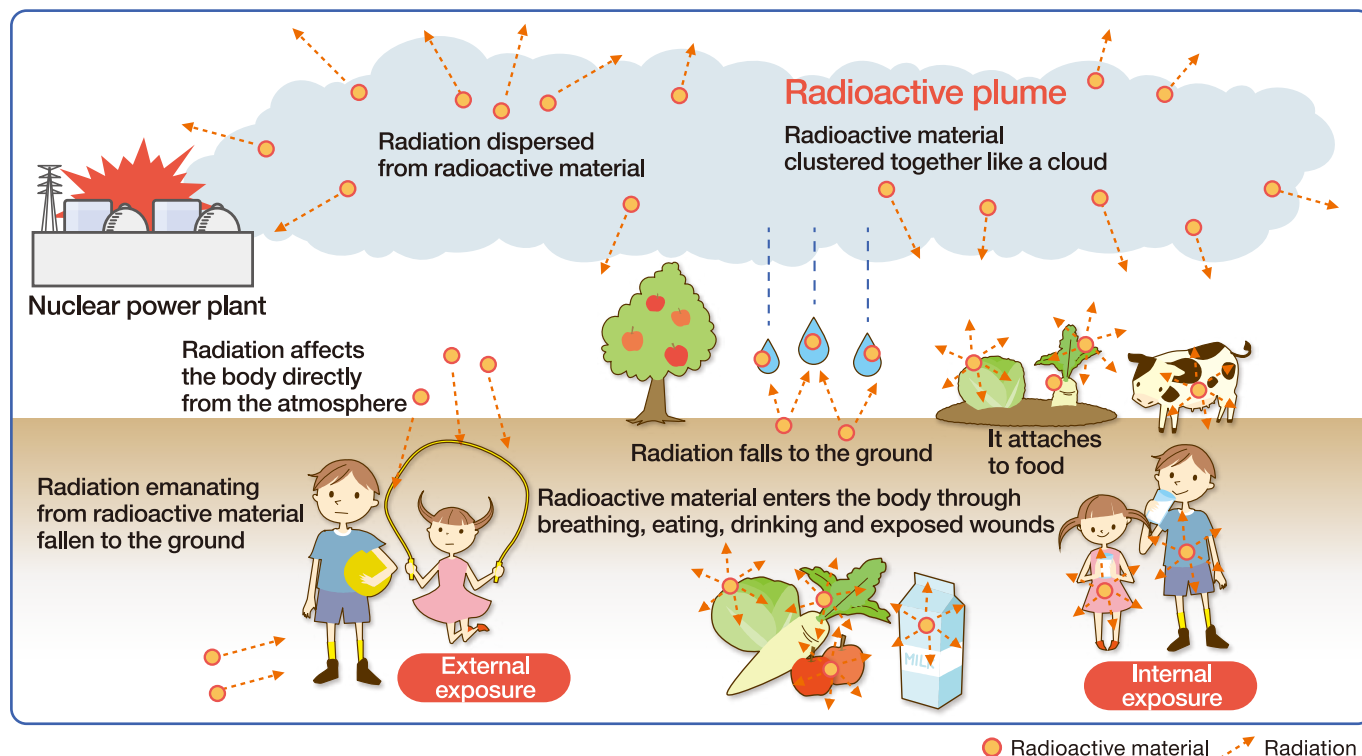 Radioactive plume
Radiation dispersed
from radioactive material
Radioactive material
clustered together like a cloud
Nuclear power plant
Radiation affects
the body directly
from the atmosphere
Radiation falls to the ground
It attaches
to food
Radiation emanating
from radioactive material
fallen to the ground
Radioactive material enters the body through
breathing, eating, drinking and exposed wounds
MILK
External
exposure
Internal
exposure
Radioactive material
Radiation